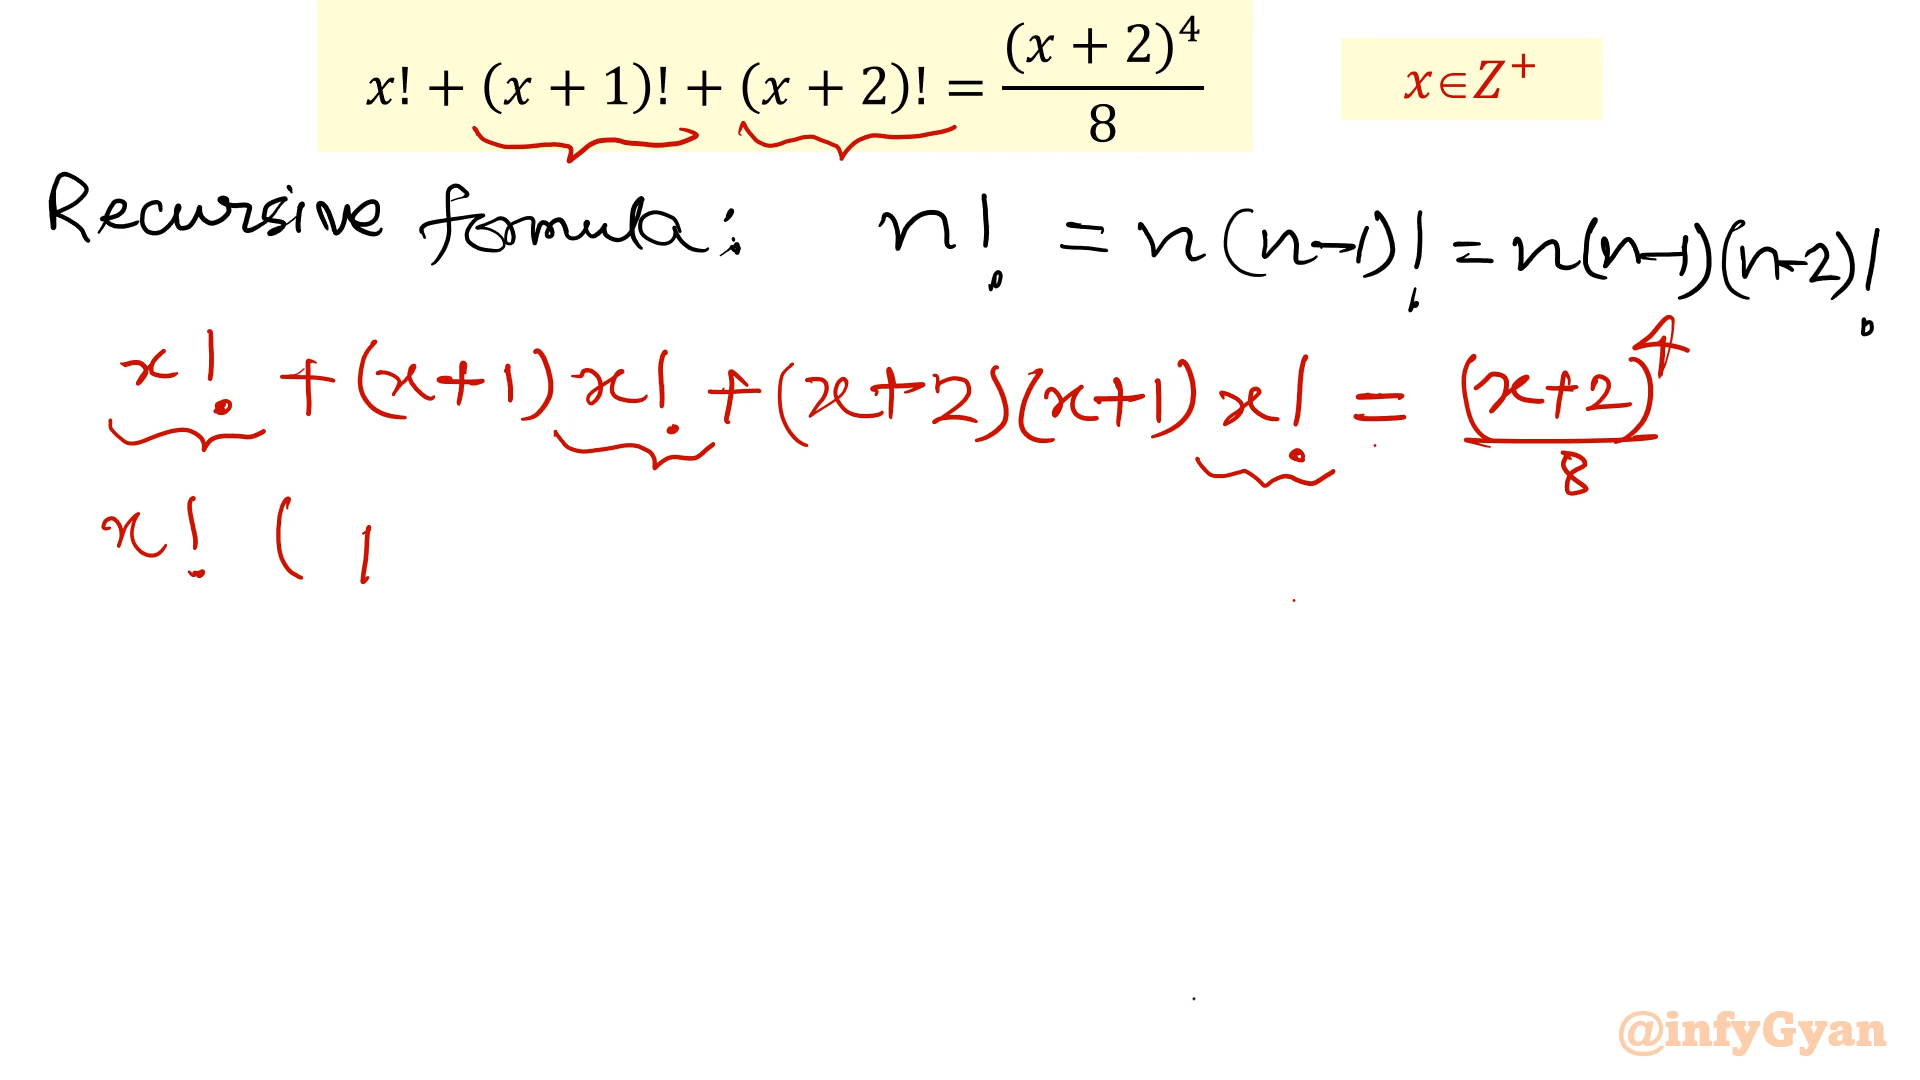 x! + (x + 1)! + (x + 2)! = (x + 2)⁴ / 8
x∈Z⁺
Recursive formula: n! = n(n-1)! = n(n-1)(n-2)!
x! + (x+1)x! + (x+2)(x+1)x! = (x+2)⁴ / 8
x! ( 1
@infyGyan